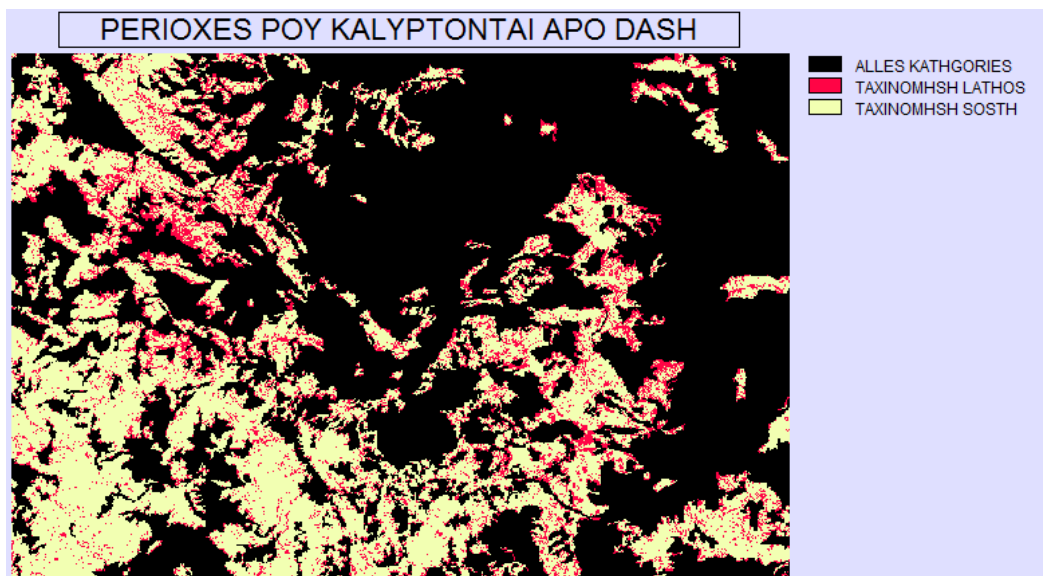 PERIOXES POY KALYPTONTAI APO DASH
ALLES KATHGORIES
TAXINOMHSH LATHOS
TAXINOMHSH SOSTH